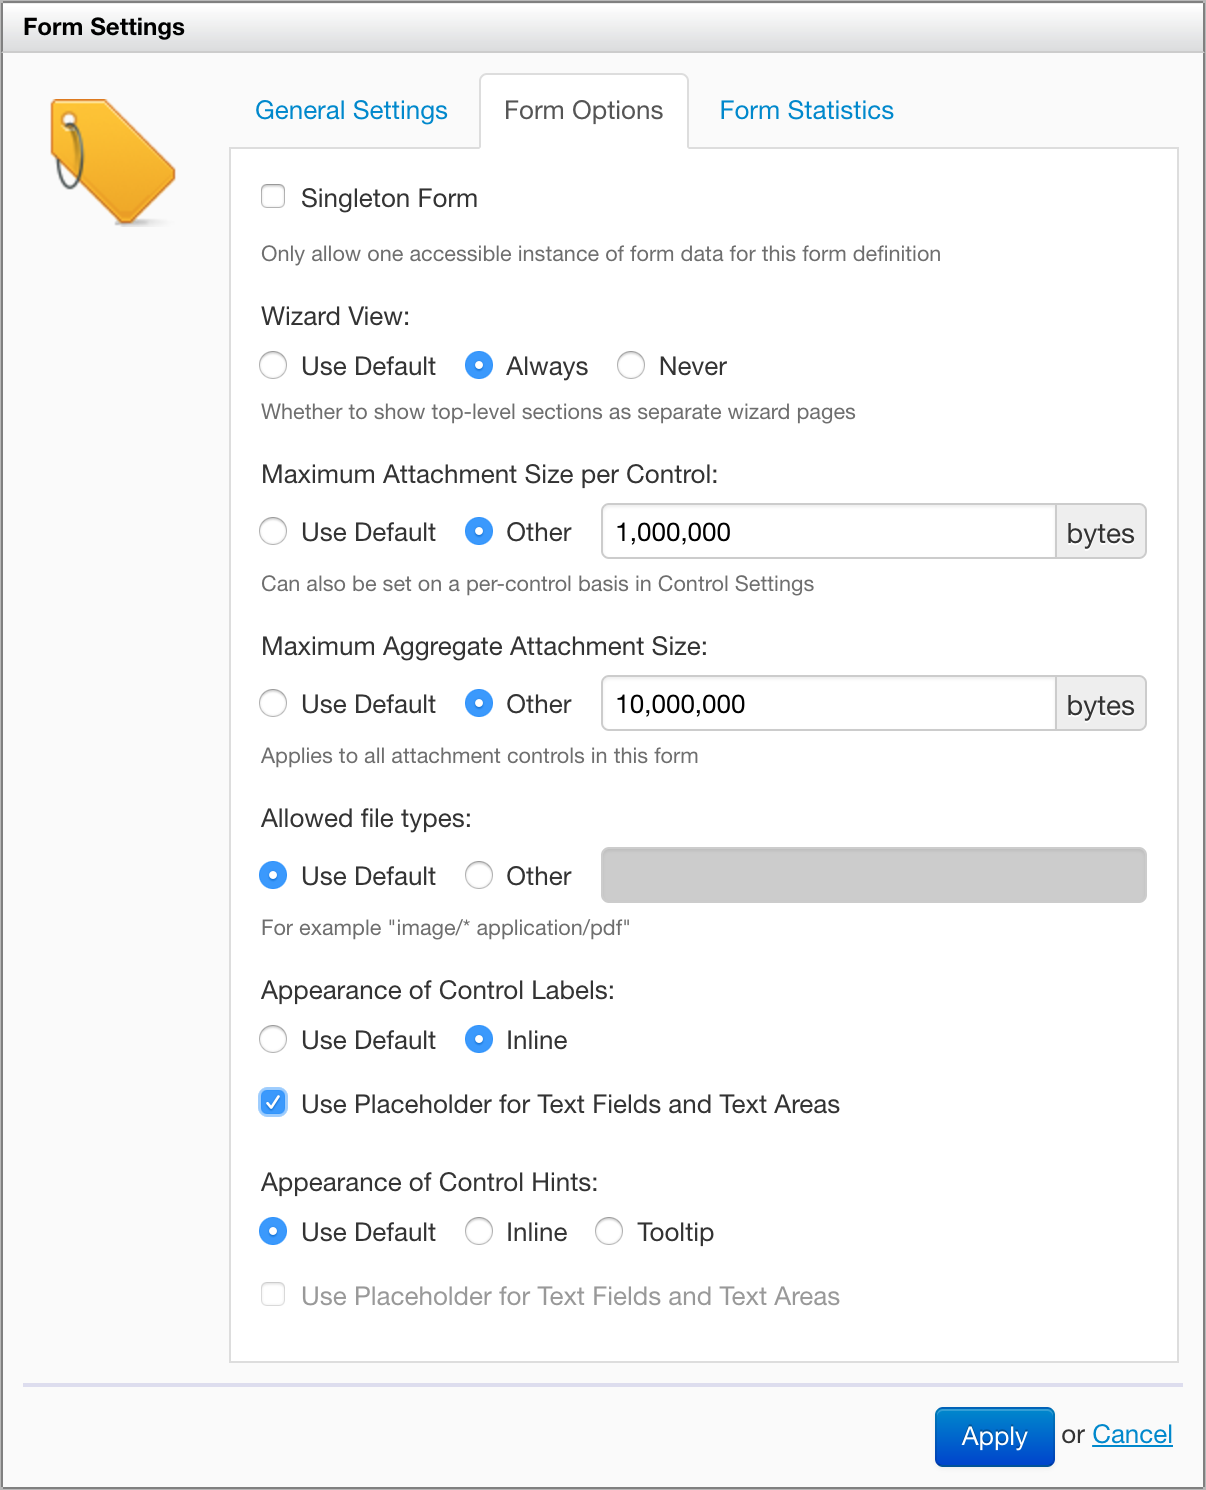 Form Settings
General Settings Form Options Form Statistics
Singleton Form
Only allow one accessible instance of form data for this form definition
Wizard View:
Use Default Always Never
Whether to show top-level sections as separate wizard pages
Maximum Attachment Size per Control:
Use Default Other 1,000,000 bytes
Can also be set on a per-control basis in Control Settings
Maximum Aggregate Attachment Size:
Use Default Other 10,000,000 bytes
Applies to all attachment controls in this form
Allowed file types:
Use Default Other
For example "image/* application/pdf"
Appearance of Control Labels:
Use Default Inline
Use Placeholder for Text Fields and Text Areas
Appearance of Control Hints:
Use Default Inline Tooltip
Use Placeholder for Text Fields and Text Areas
Apply or Cancel